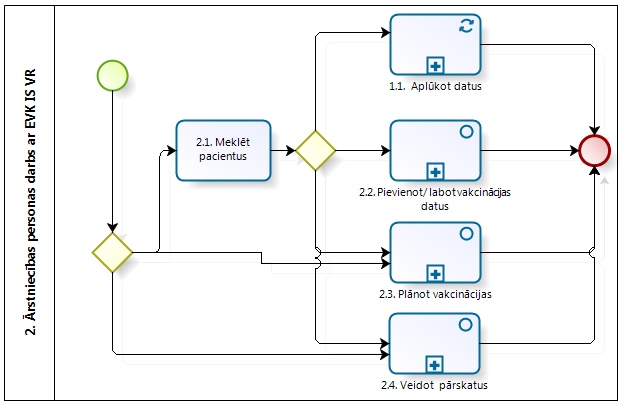 2. Ārstniecības personas darbs ar EVK IS VR
1.1. Aplūkot datus
2.1. Meklēt
pacientus
2.2. Pievienot/ labot vakcinācijas
datus
2.3. Plānot vakcinācijas
2.4. Veidot pārskatus